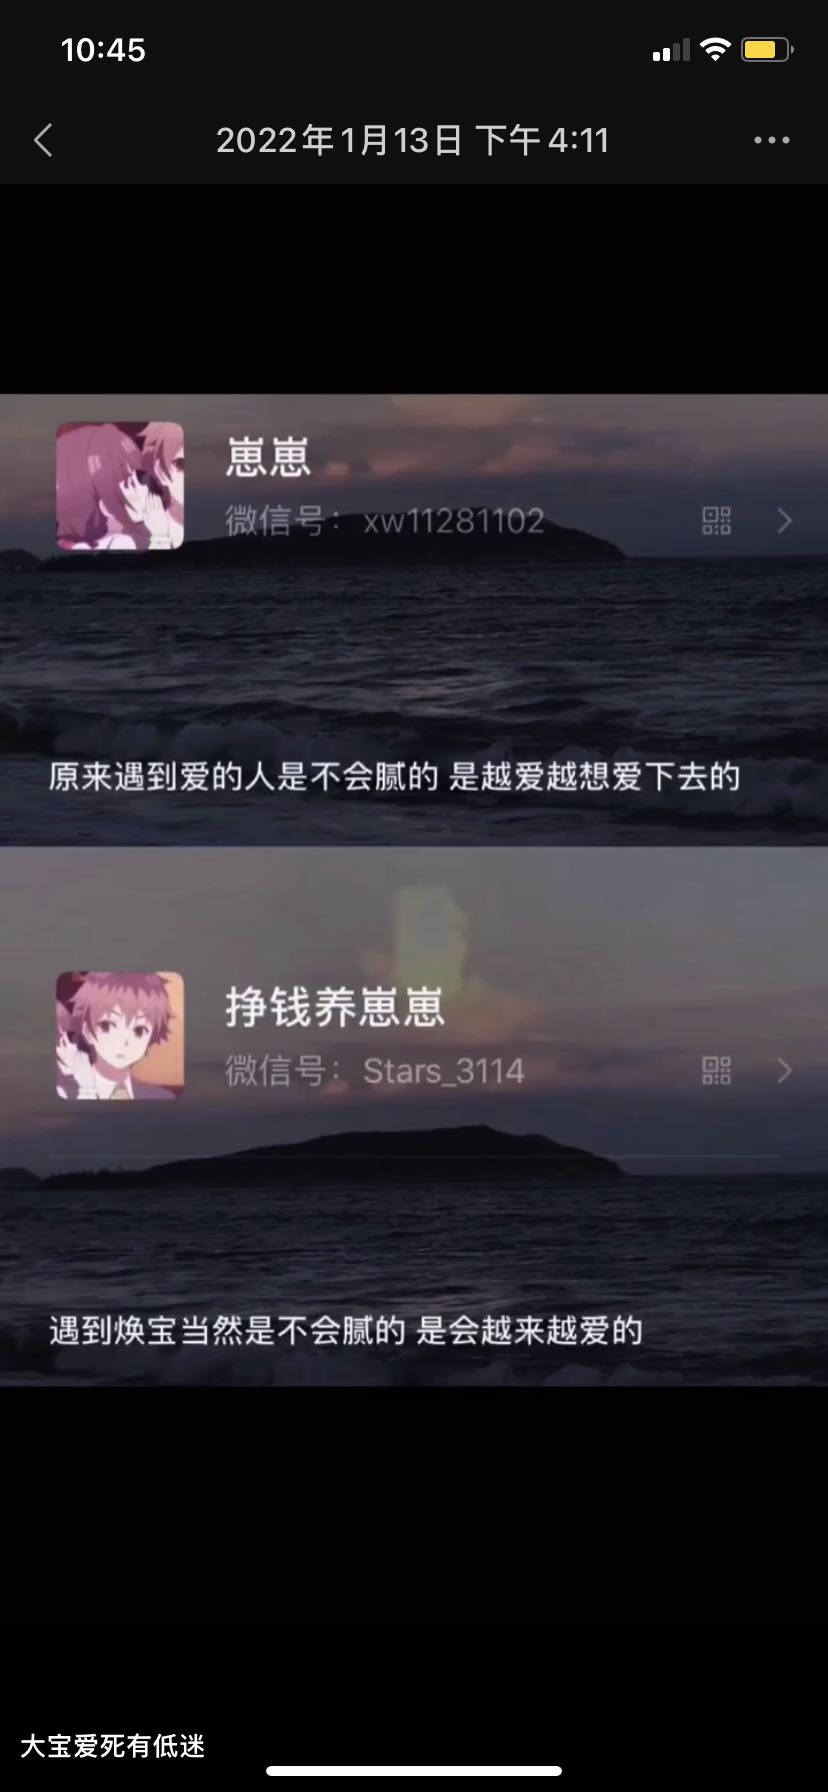 10:45
2022年1月13日 下午4:11
崽崽
微信号：xw11281102
原来遇到爱的人是不会腻的 是越爱越想爱下去的
挣钱养崽崽
微信号：Stars_3114
遇到焕宝当然是不会腻的 是会越来越爱的
大宝爱死有低迷